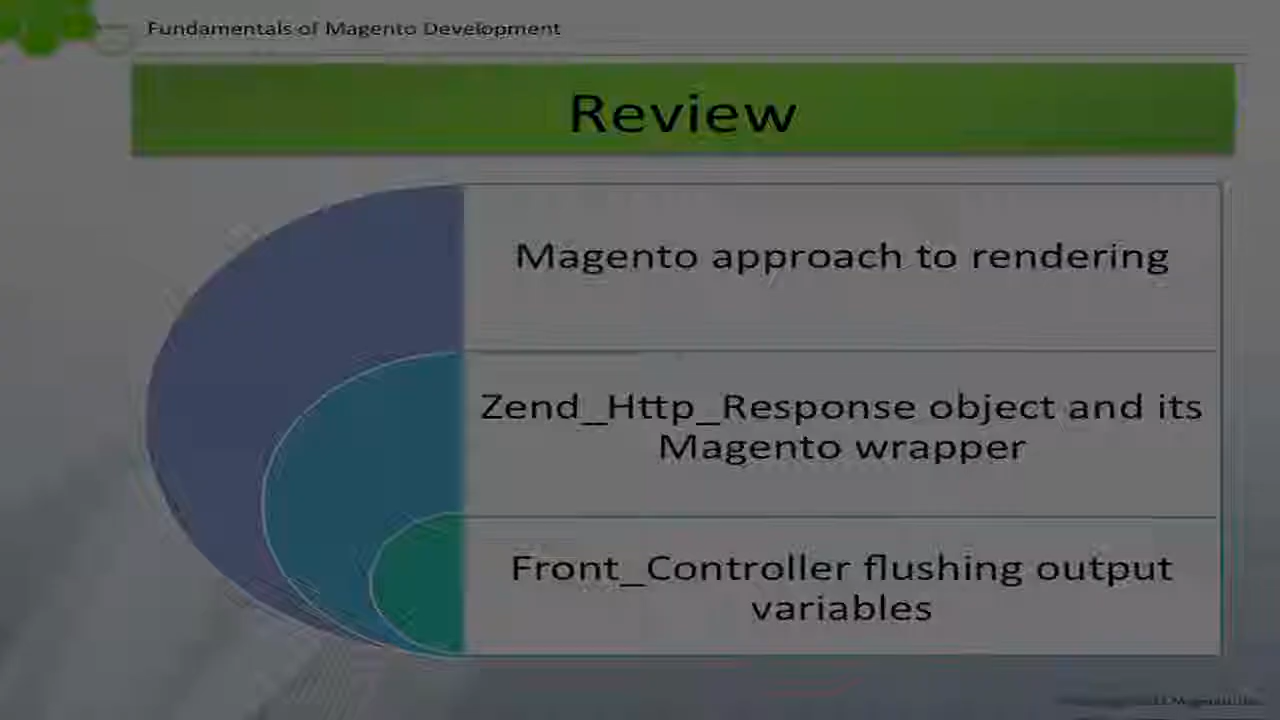 Fundamentals of Magento Development
Review
Magento approach to rendering
Zend_Http_Response object and its
Magento wrapper
Front_Controller flushing output
variables